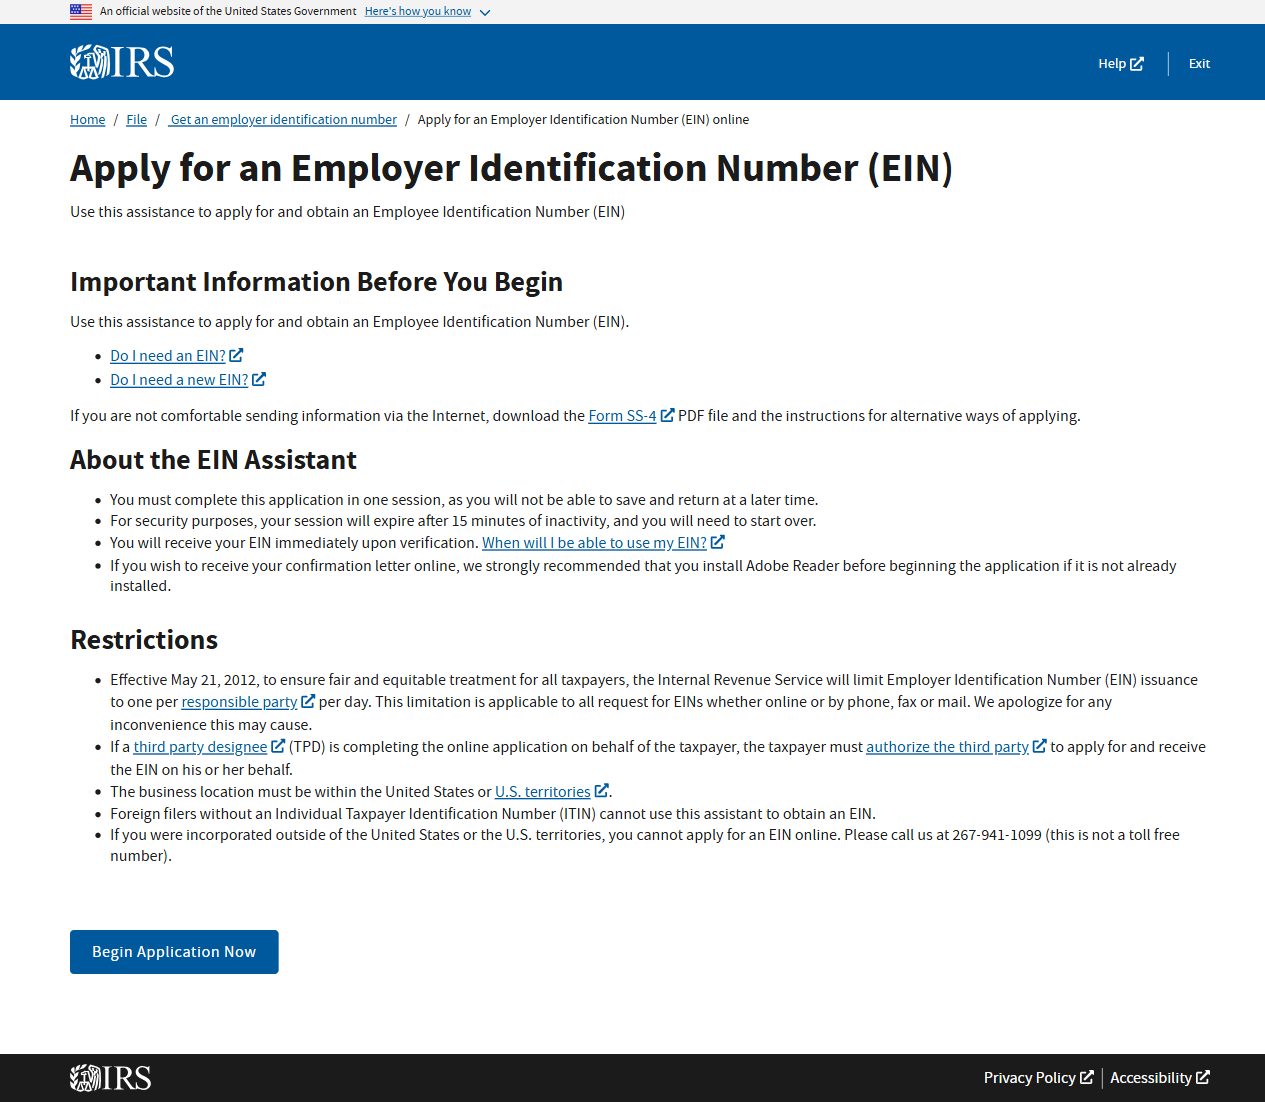 An official website of the United States Government Here's how you know
IRS
Help
Exit
Home / File / Get an employer identification number / Apply for an Employer Identification Number (EIN) online
Apply for an Employer Identification Number (EIN)
Use this assistance to apply for and obtain an Employee Identification Number (EIN)
Important Information Before You Begin
Use this assistance to apply for and obtain an Employee Identification Number (EIN).
• Do I need an EIN?
• Do I need a new EIN?
If you are not comfortable sending information via the Internet, download the Form SS-4 PDF file and the instructions for alternative ways of applying.
About the EIN Assistant
• You must complete this application in one session, as you will not be able to save and return at a later time.
• For security purposes, your session will expire after 15 minutes of inactivity, and you will need to start over.
• You will receive your EIN immediately upon verification. When will I be able to use my EIN?
• If you wish to receive your confirmation letter online, we strongly recommended that you install Adobe Reader before beginning the application if it is not already
installed.
Restrictions
• Effective May 21, 2012, to ensure fair and equitable treatment for all taxpayers, the Internal Revenue Service will limit Employer Identification Number (EIN) issuance
to one per responsible party per day. This limitation is applicable to all request for EINs whether online or by phone, fax or mail. We apologize for any
inconvenience this may cause.
• If a third party designee (TPD) is completing the online application on behalf of the taxpayer, the taxpayer must authorize the third party to apply for and receive
the EIN on his or her behalf.
• The business location must be within the United States or U.S. territories.
• Foreign filers without an Individual Taxpayer Identification Number (ITIN) cannot use this assistant to obtain an EIN.
• If you were incorporated outside of the United States or the U.S. territories, you cannot apply for an EIN online. Please call us at 267-941-1099 (this is not a toll free
number).
Begin Application Now
IRS
Privacy Policy
Accessibility